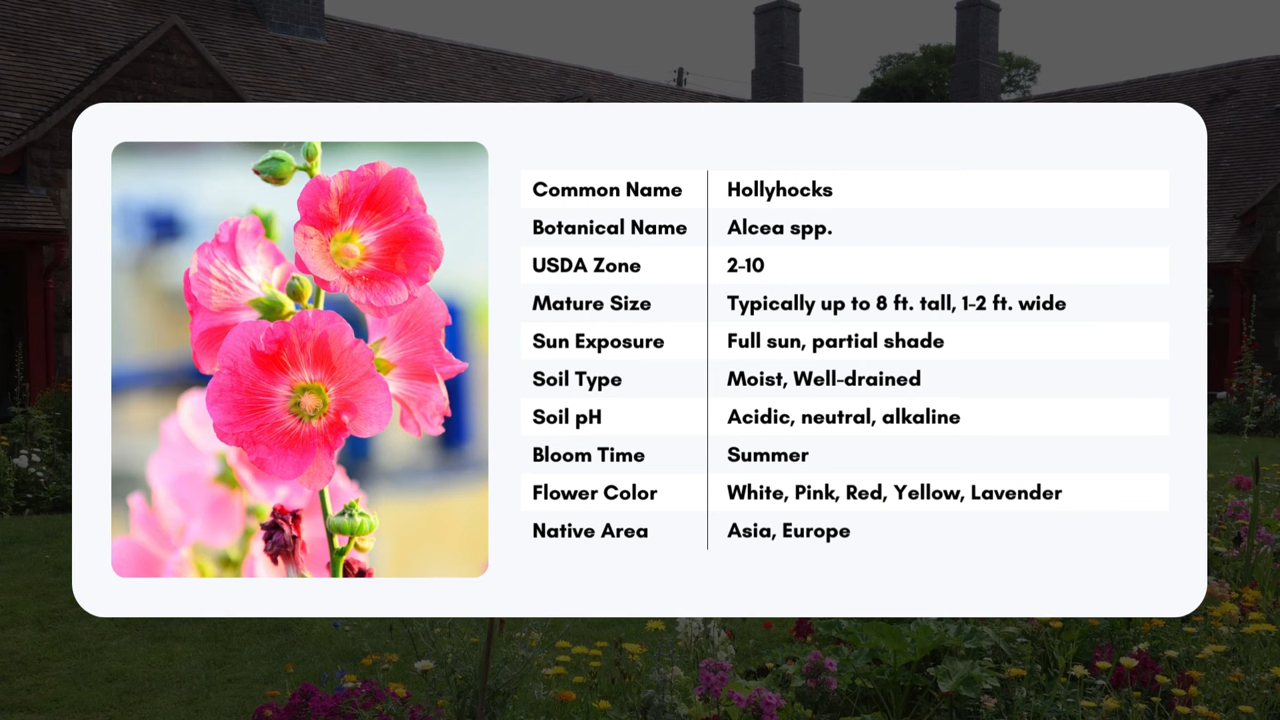 Common Name Hollyhocks
Botanical Name Alcea spp.
USDA Zone 2-10
Mature Size Typically up to 8 ft. tall, 1-2 ft. wide
Sun Exposure Full sun, partial shade
Soil Type Moist, Well-drained
Soil pH Acidic, neutral, alkaline
Bloom Time Summer
Flower Color White, Pink, Red, Yellow, Lavender
Native Area Asia, Europe